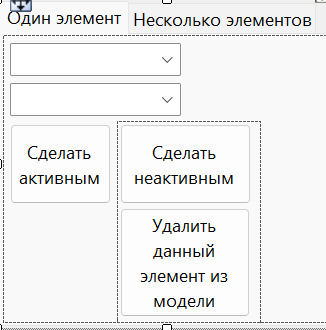 Один элемент
Несколько элементов
Сделать
активным
Сделать
неактивным
Удалить
данный
элемент из
модели